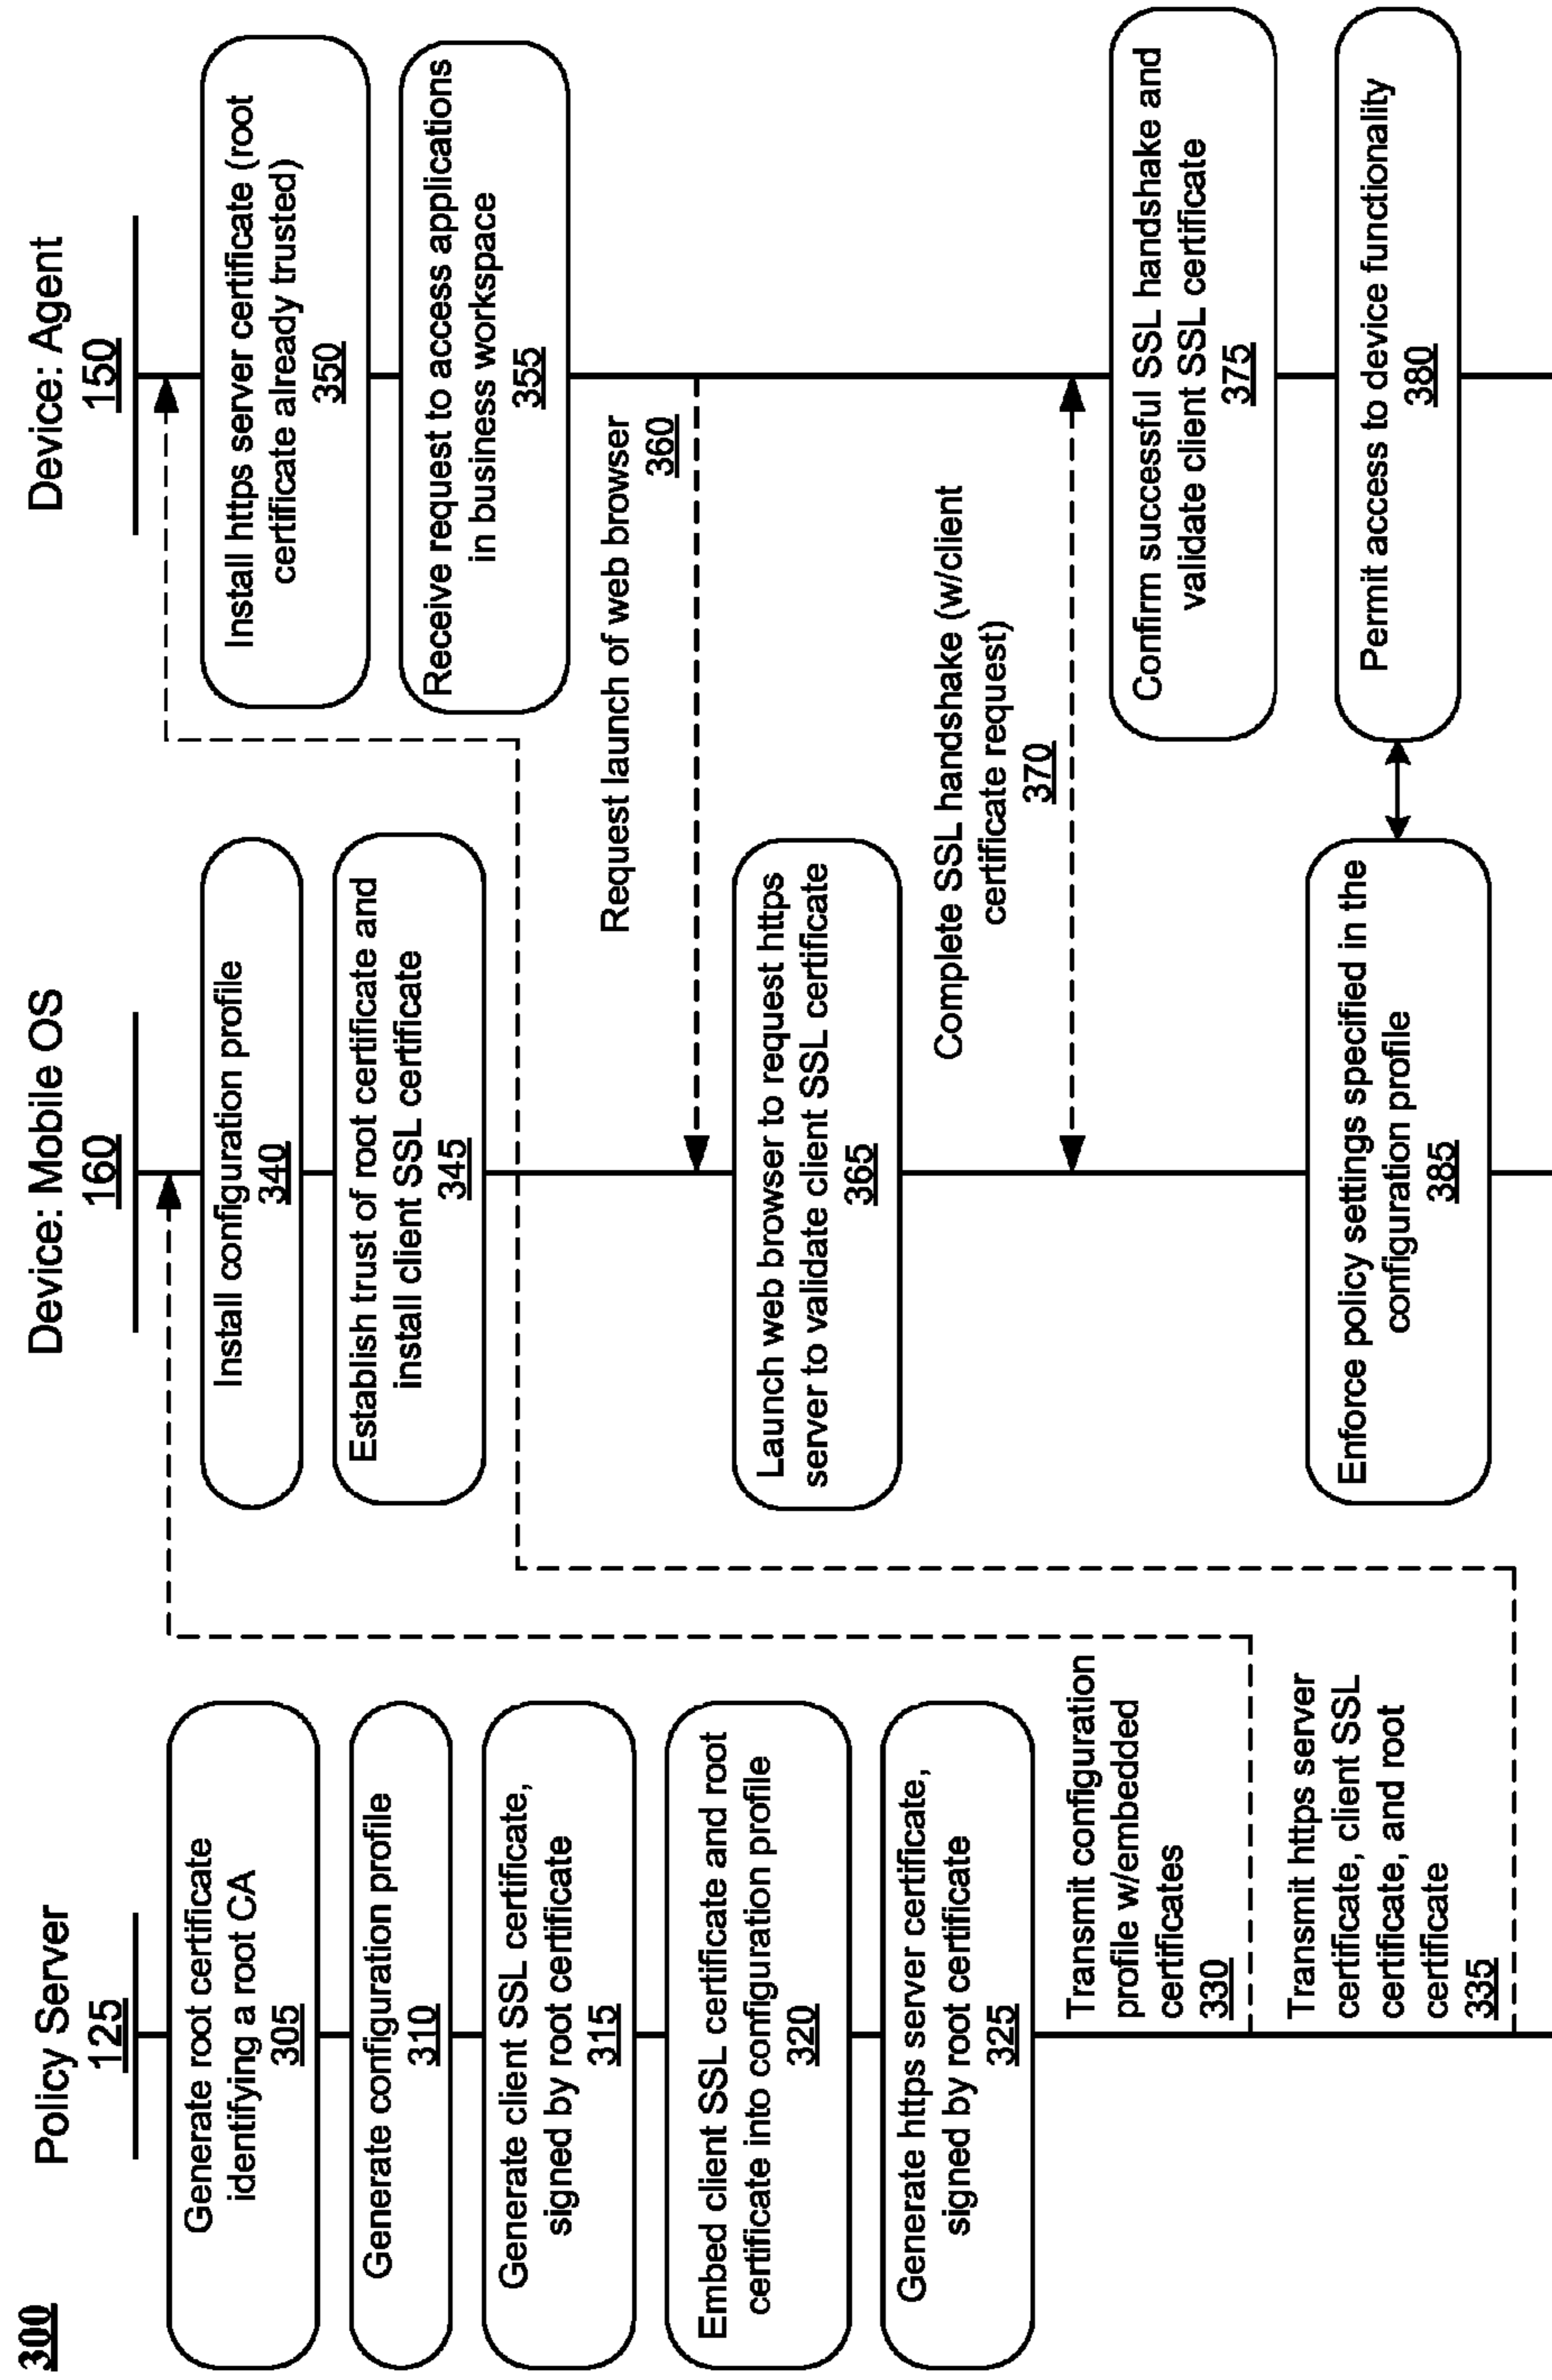 300
Policy Server
125
Generate root certificate
identifying a root CA
305
Generate configuration profile
310
Generate client SSL certificate,
signed by root certificate
315
Embed client SSL certificate and root
certificate into configuration profile
320
Generate https server certificate,
signed by root certificate
325
Transmit configuration
profile w/embedded
certificates
330
Transmit https server
certificate, client SSL
certificate, and root
certificate
335
Device: Mobile OS
160
Install configuration profile
340
Establish trust of root certificate and
install client SSL certificate
345
Launch web browser to request https
server to validate client SSL certificate
365
Enforce policy settings specified in the
configuration profile
385
Device: Agent
150
Install https server certificate (root
certificate already trusted)
350
Receive request to access applications
in business workspace
355
Request launch of web browser
360
Complete SSL handshake (w/client
certificate request)
370
Confirm successful SSL handshake and
validate client SSL certificate
375
Permit access to device functionality
380